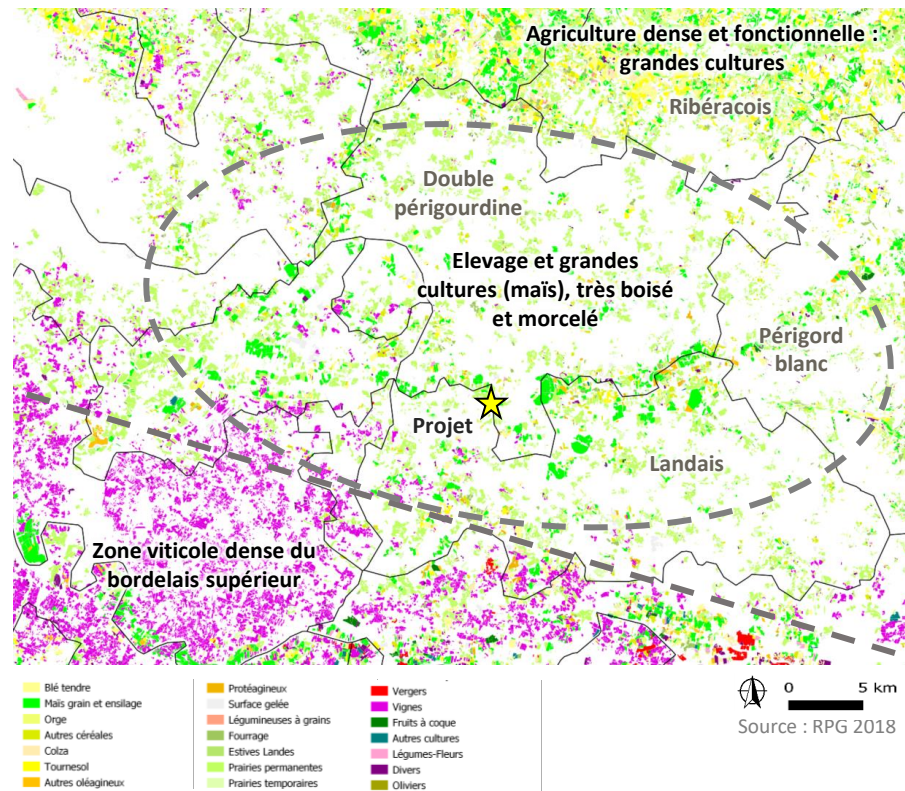 Agriculture dense et fonctionnelle :
grandes cultures
Ribéracois
Double
périgourdine
Elevage et grandes
cultures (maïs), très boisé
et morcelé
Périgord
blanc
Projet
Landais
Zone viticole dense du
bordelais supérieur
Blé tendre
Maïs grain et ensilage
Orge
Autres céréales
Colza
Tournesol
Autres oléagineux
Protéagineux
Surface gelée
Légumineuses à grains
Fourrage
Estives Landes
Prairies permanentes
Prairies temporaires
Vergers
Vignes
Fruits à coque
Autres cultures
Légumes-Fleurs
Divers
Oliviers
0 5 km
Source : RPG 2018